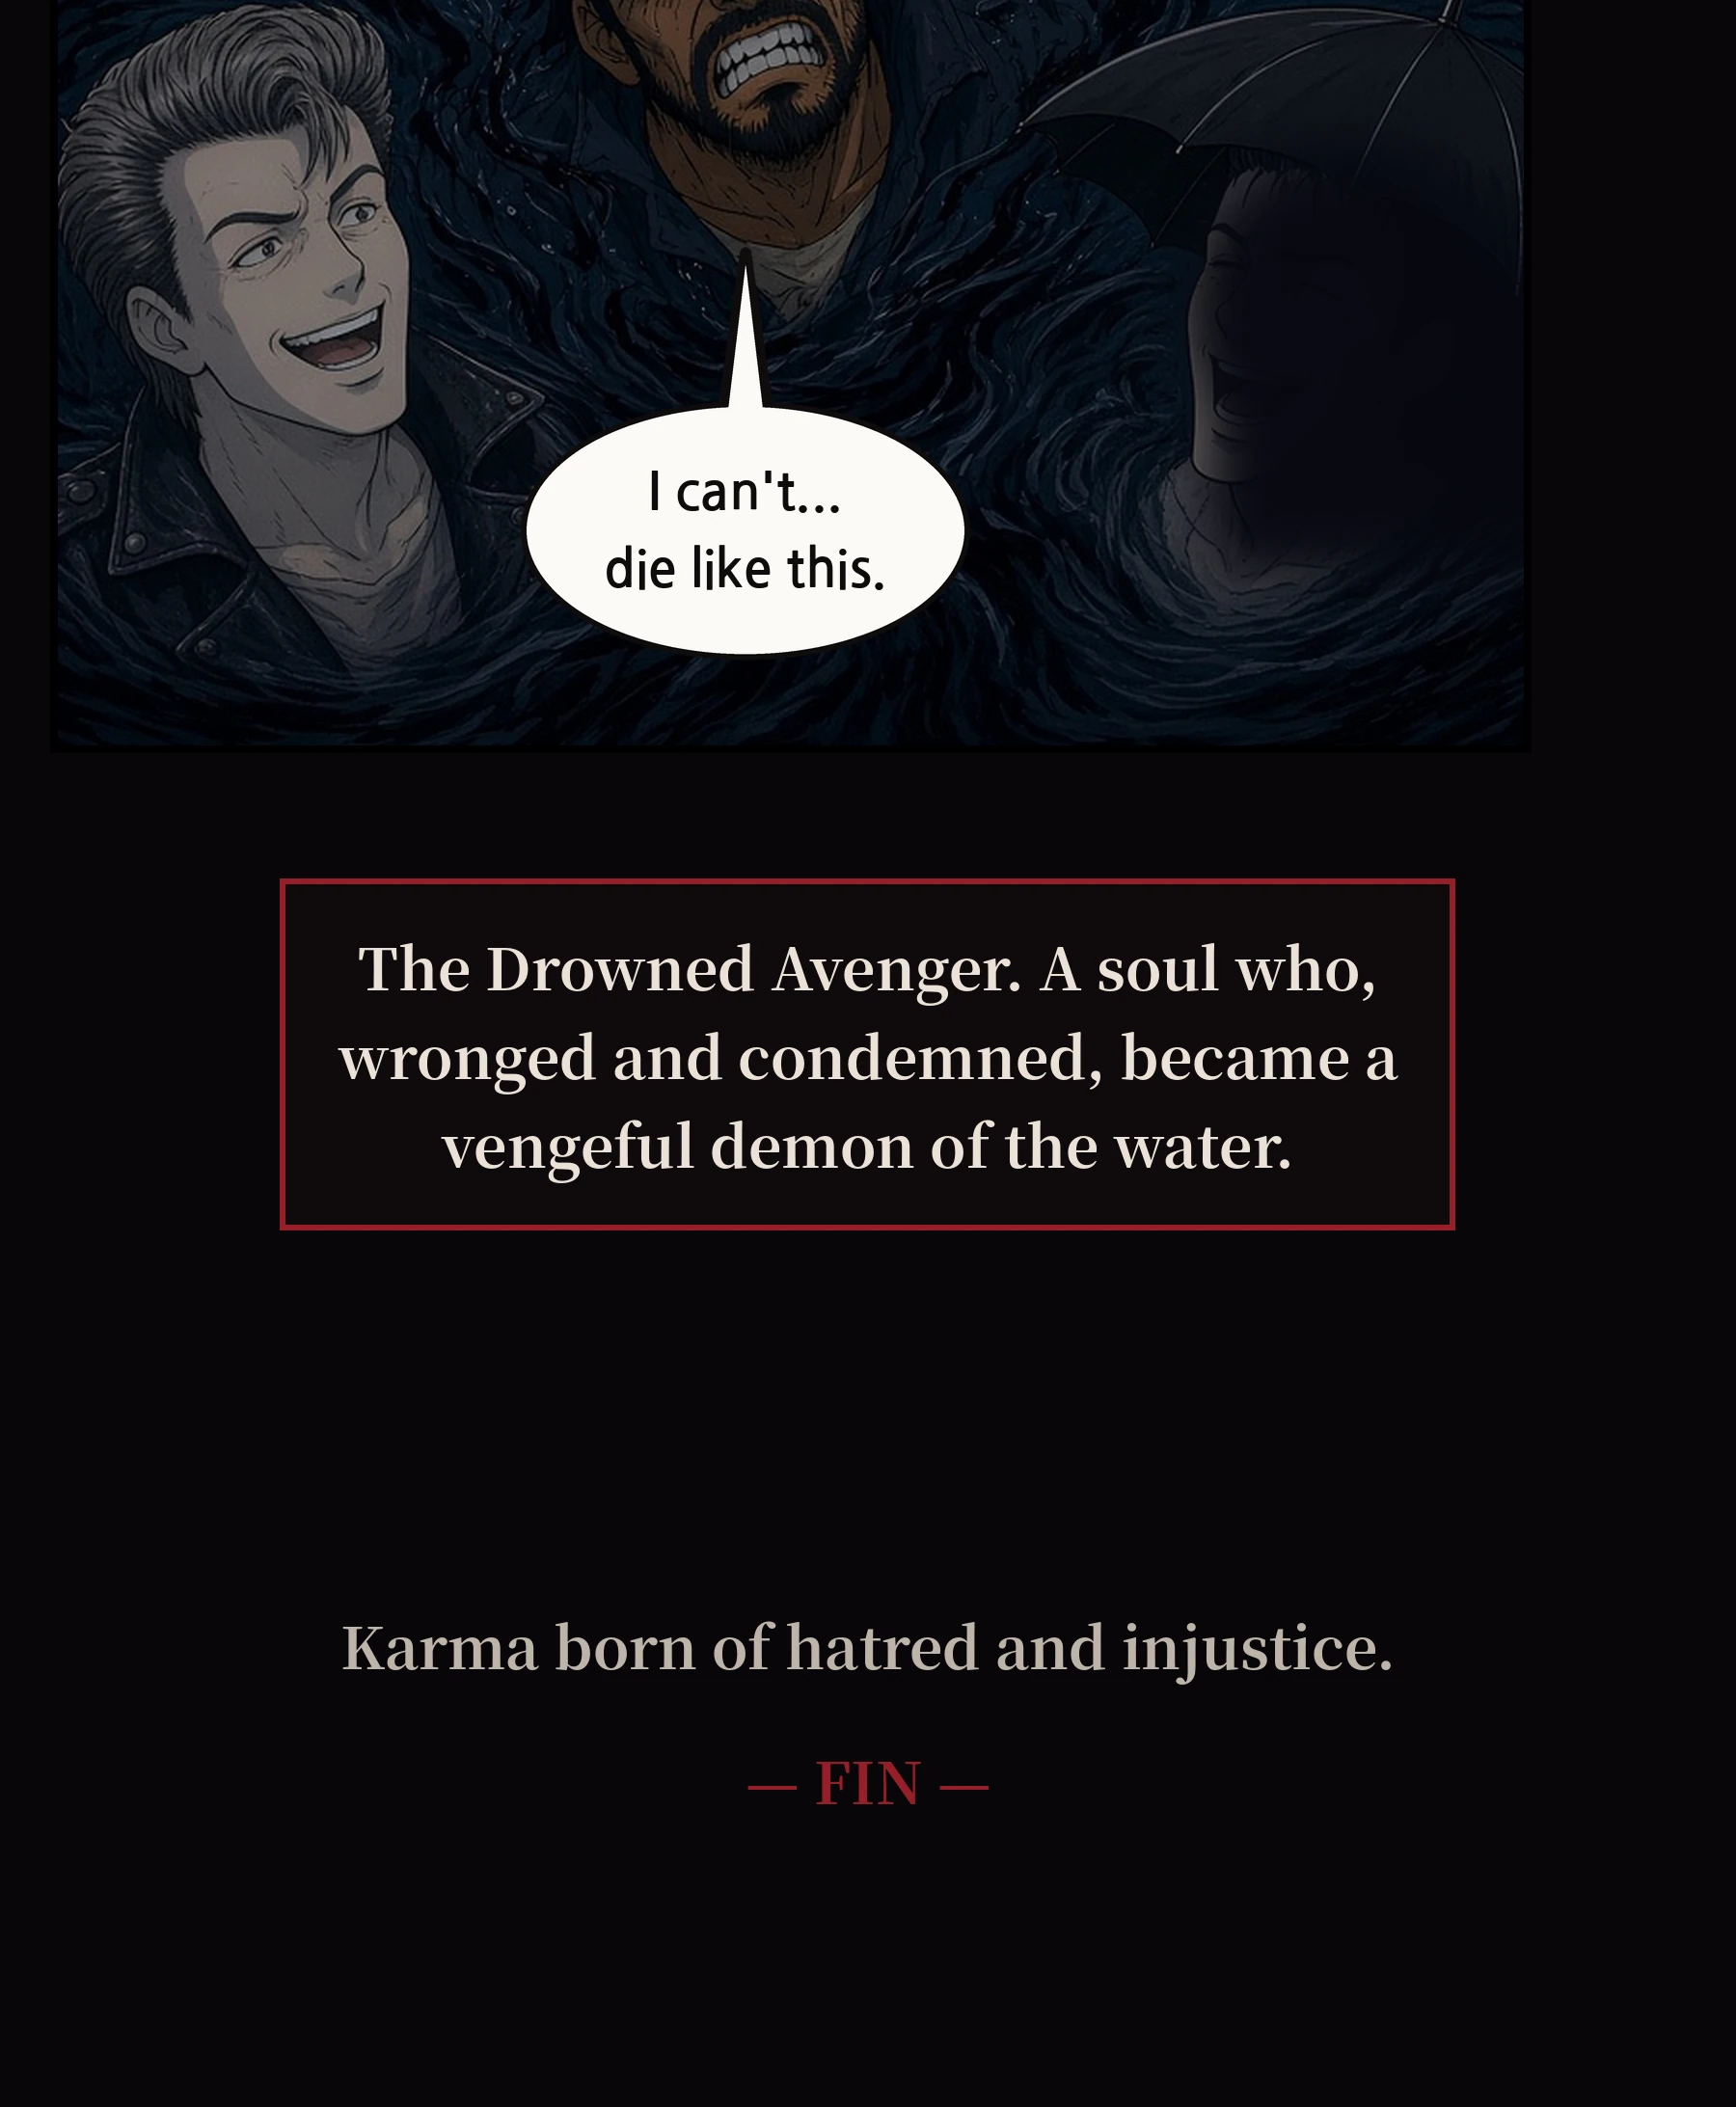 I can't...
die like this.
The Drowned Avenger. A soul who,
wronged and condemned, became a
vengeful demon of the water.
Karma born of hatred and injustice.
— FIN —